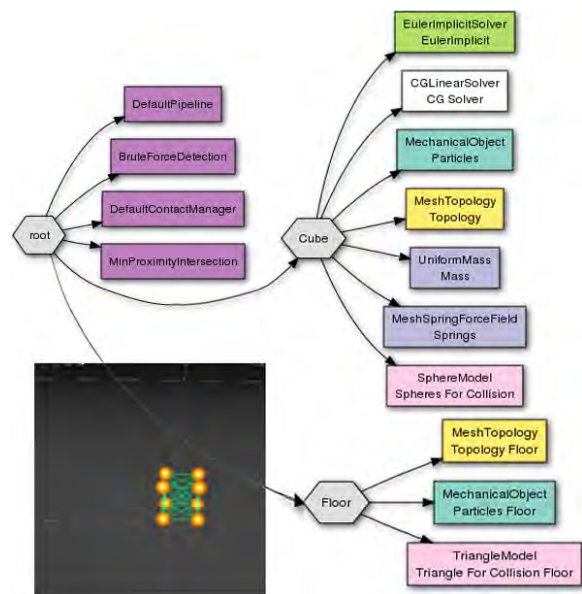 EulerImplicitSolver
EulerImplicit
CGLinearSolver
CG Solver
DefaultPipeline
MechanicalObject
Particles
BruteForceDetection
MeshTopology
Topology
DefaultContactManager
root
Cube
MinProximityIntersection
UniformMass
Mass
MeshSpringForceField
Springs
SphereModel
Spheres For Collision
MeshTopology
Topology Floor
Floor
MechanicalObject
Particles Floor
TriangleModel
Triangle For Collision Floor